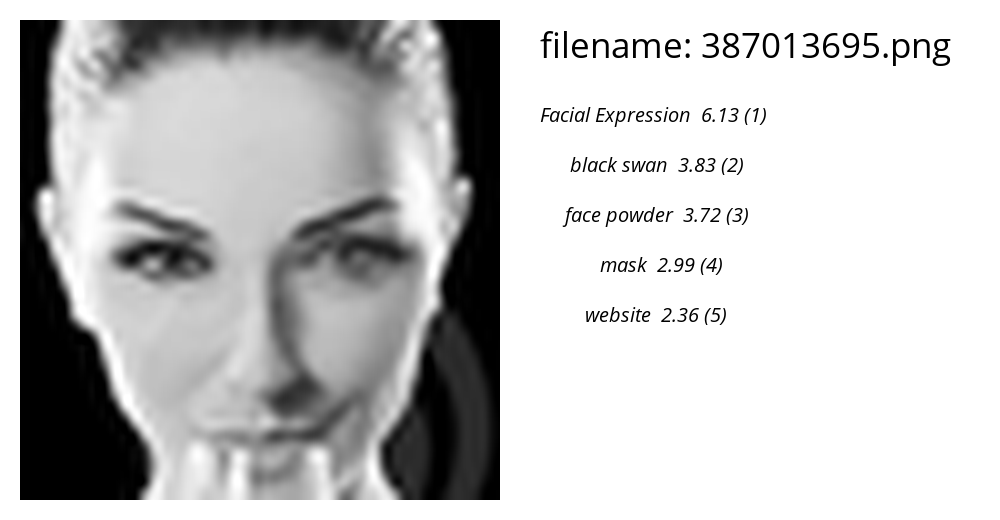 filename: 387013695.png
Facial Expression 6.13 (1)
black swan 3.83 (2)
face powder 3.72 (3)
mask 2.99 (4)
website 2.36 (5)